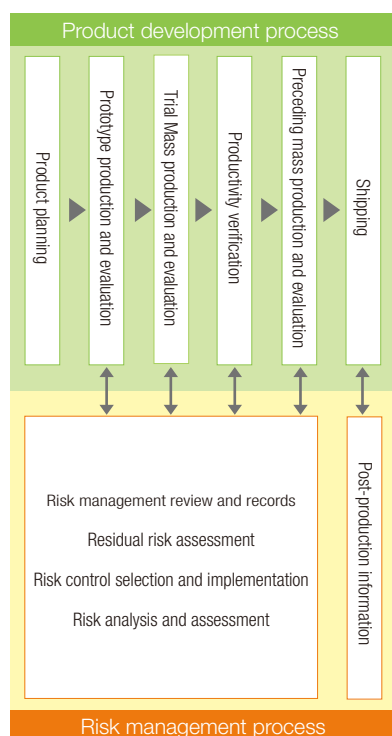 Product development process
Product planning
Prototype production and evaluation
Trial Mass production and evaluation
Productivity verification
Preceding mass production and evaluation
Shipping
Risk management review and records
Residual risk assessment
Risk control selection and implementation
Risk analysis and assessment
Post-production information
Risk management process